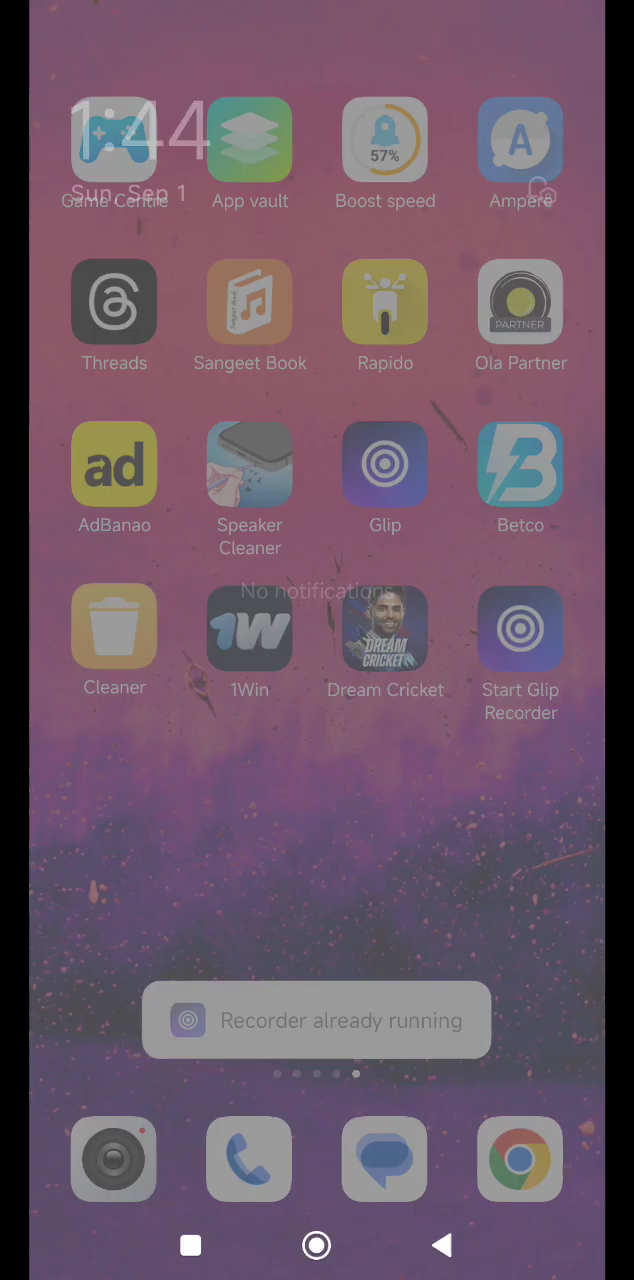 1:44
Sun, Sep 1
Game Centre
App vault
57%
Boost speed
A
Ampere
Threads
Sangeet Book
Sangeet Book
Rapido
PARTNER
Ola Partner
ad
AdBanao
Speaker
Cleaner
Glip
B
Betco
No notifications
Cleaner
1W
1Win
DREAM
CRICKET
Dream Cricket
Start Glip
Recorder
Recorder already running